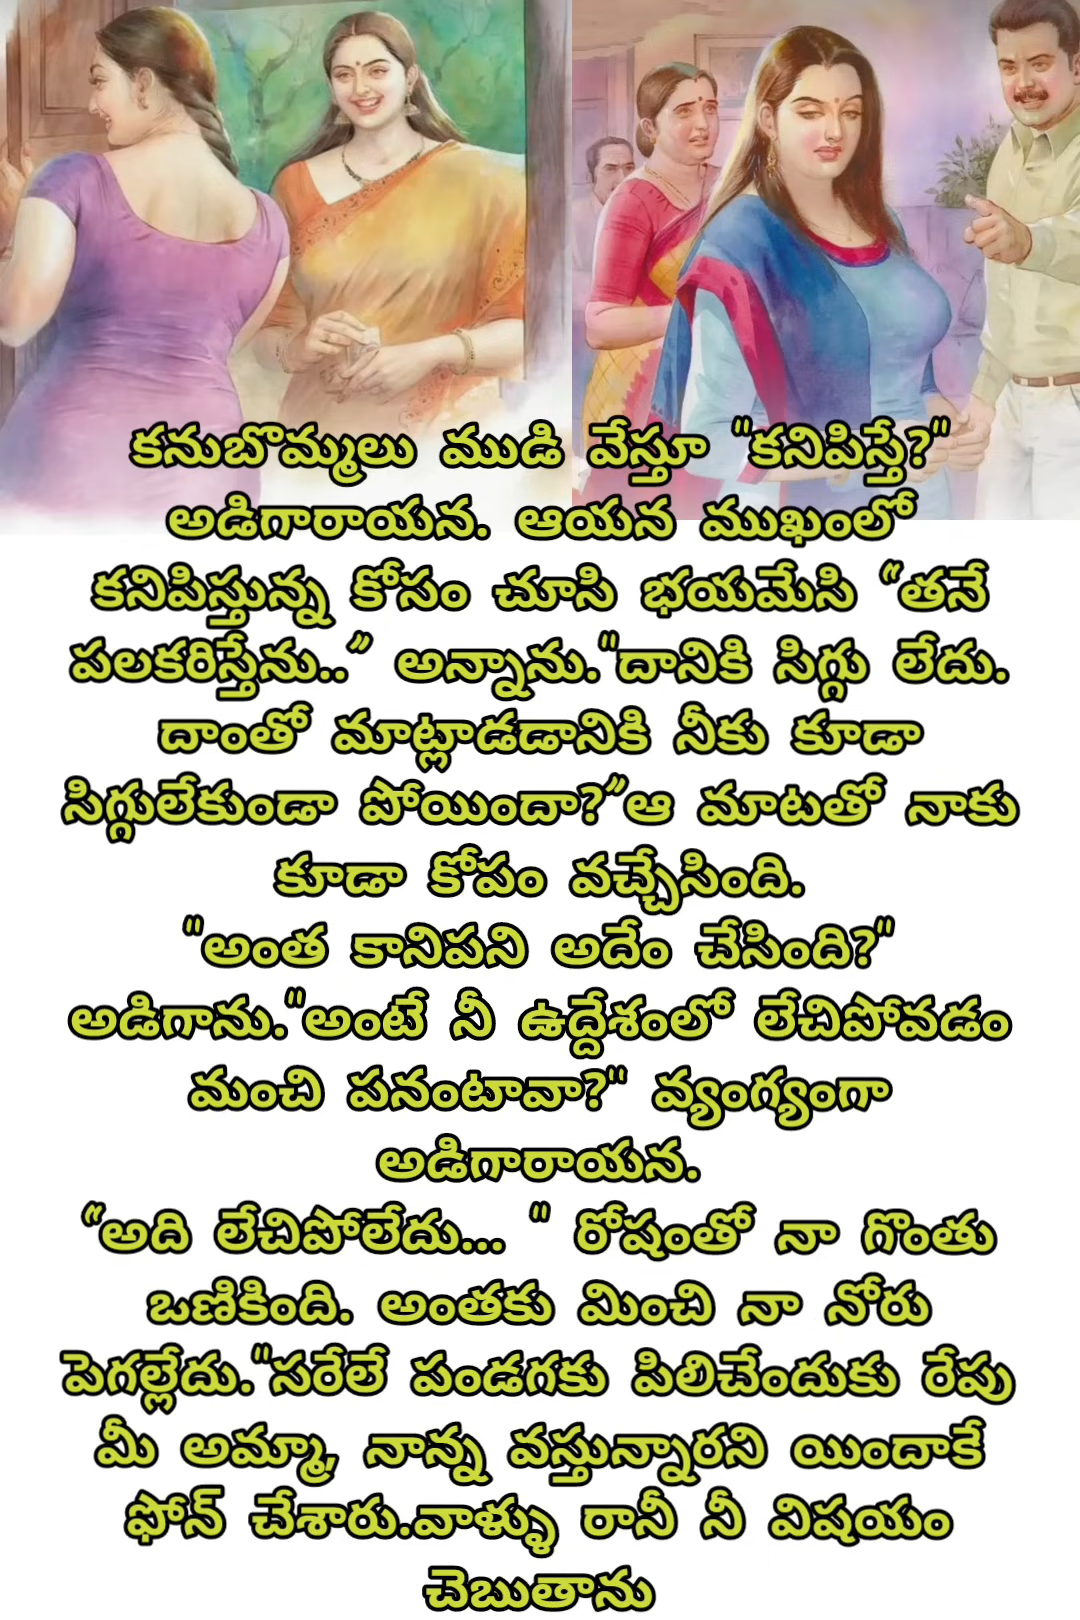 కనుబొమ్మలు ముడి వేస్తూ "కనిపిస్తే?"
అడిగారాయన. ఆయన ముఖంలో
కనిపిస్తున్న కోసం చూసి భయమేసి “తనే
పలకరిస్తేను..” అన్నాను."దానికి సిగ్గు లేదు.
దాంతో మాట్లాడడానికి నీకు కూడా
సిగ్గులేకుండా పోయిందా?”ఆ మాటతో నాకు
కూడా కోపం వచ్చేసింది.
"అంత కానిపని అదేం చేసింది?"
అడిగాను."అంటే నీ ఉద్దేశంలో లేచిపోవడం
మంచి పనంటావా?" వ్యంగ్యంగా
అడిగారాయన.
“అది లేచిపోలేదు... " రోషంతో నా గొంతు
ఒణికింది. అంతకు మించి నా నోరు
పెగల్లేదు."సరేలే పండగకు పిలిచేందుకు రేపు
మీ అమ్మా, నాన్న వస్తున్నారని యిందాకే
ఫోన్ చేశారు.వాళ్ళు రానీ నీ విషయం
చెబుతాను